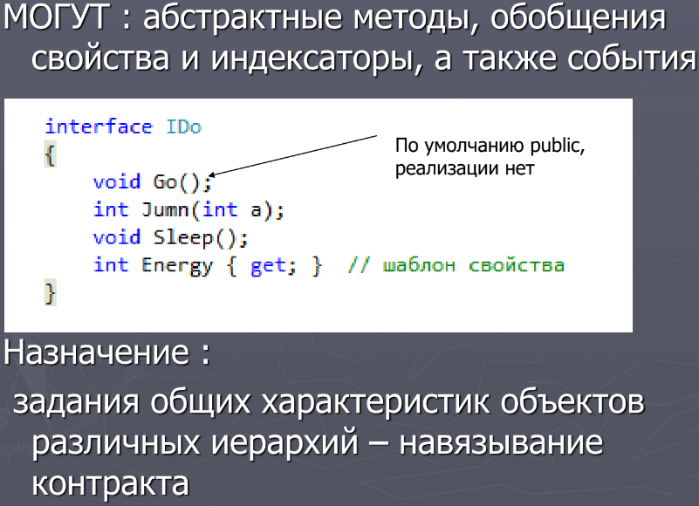 МОГУТ : абстрактные методы, обобщения
свойства и индексаторы, а также события
interface IDo
{
По умолчанию public,
реализации нет
void Go();
int Jumn(int a);
void Sleep();
int Energy { get; } // шаблон свойства
}
Назначение :
задания общих характеристик объектов
различных иерархий – навязывание
контракта